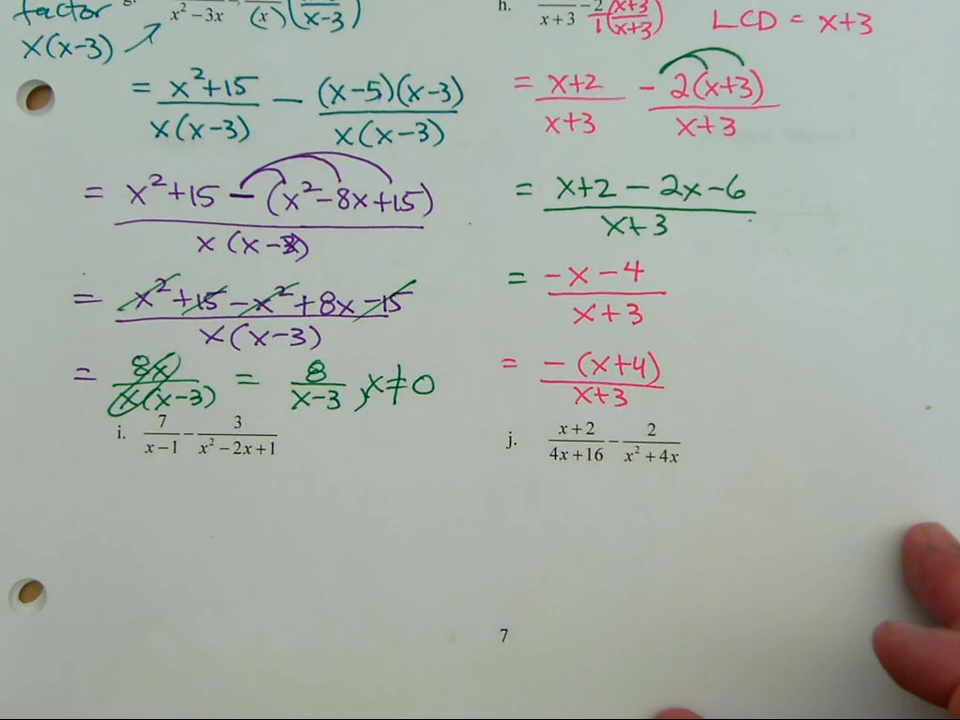 factor g.
x² - 3x (x) (x-3)
x(x-3)
= x²+15 / x(x-3) - (x-5)(x-3) / x(x-3)
= x²+15 - (x²-8x+15) / x(x-3)
= x²+15-x²+8x-15 / x(x-3)
= 8x / x(x-3) = 8 / x-3 , x≠0
i. 7 / x-1 - 3 / x²-2x+1
h. x+3 - 2/1 (x+3 / x+3) LCD = x+3
= x+2 / x+3 - 2(x+3) / x+3
= x+2-2x-6 / x+3
= -x-4 / x+3
= -(x+4) / x+3
j. x+2 / 4x+16 - 2 / x²+4x
7